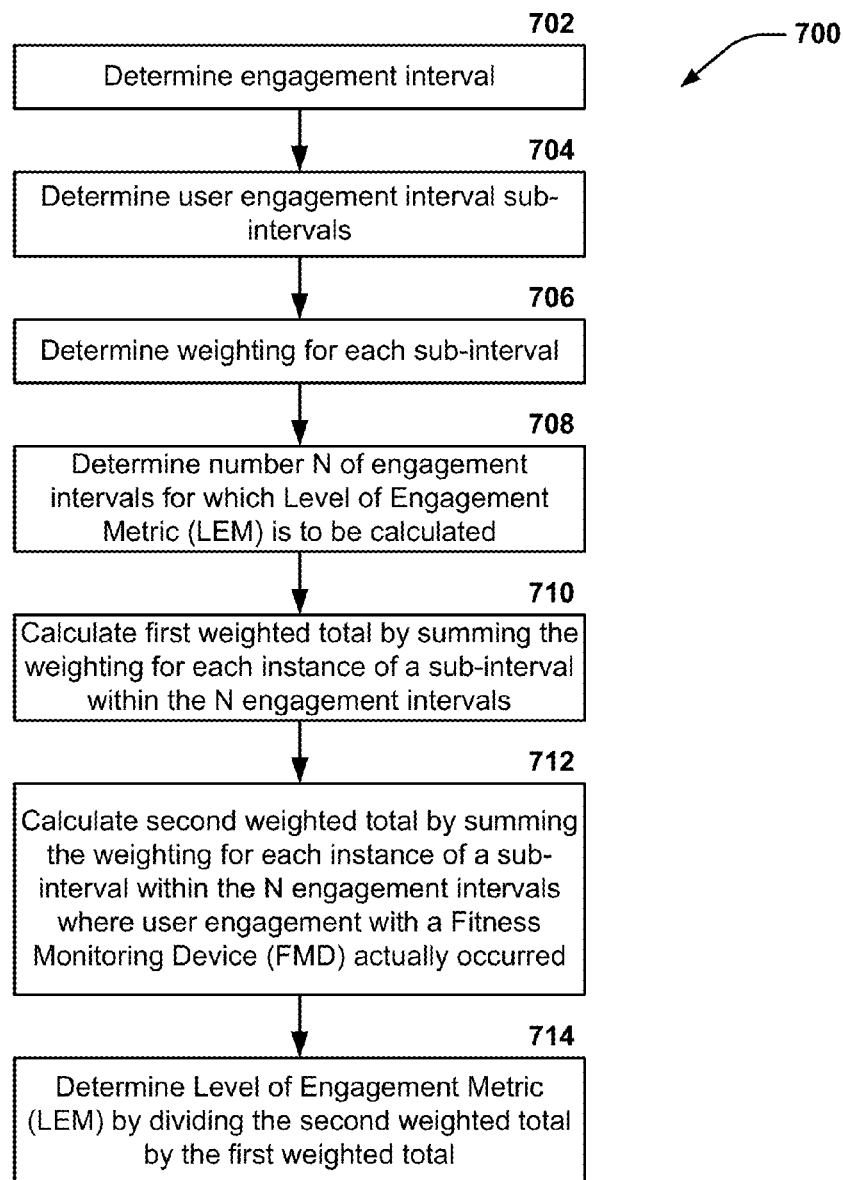 702
700
Determine engagement interval
704
Determine user engagement interval sub-
intervals
706
Determine weighting for each sub-interval
708
Determine number N of engagement
intervals for which Level of Engagement
Metric (LEM) is to be calculated
710
Calculate first weighted total by summing the
weighting for each instance of a sub-interval
within the N engagement intervals
712
Calculate second weighted total by summing
the weighting for each instance of a sub-
interval within the N engagement intervals
where user engagement with a Fitness
Monitoring Device (FMD) actually occurred
714
Determine Level of Engagement Metric
(LEM) by dividing the second weighted total
by the first weighted total